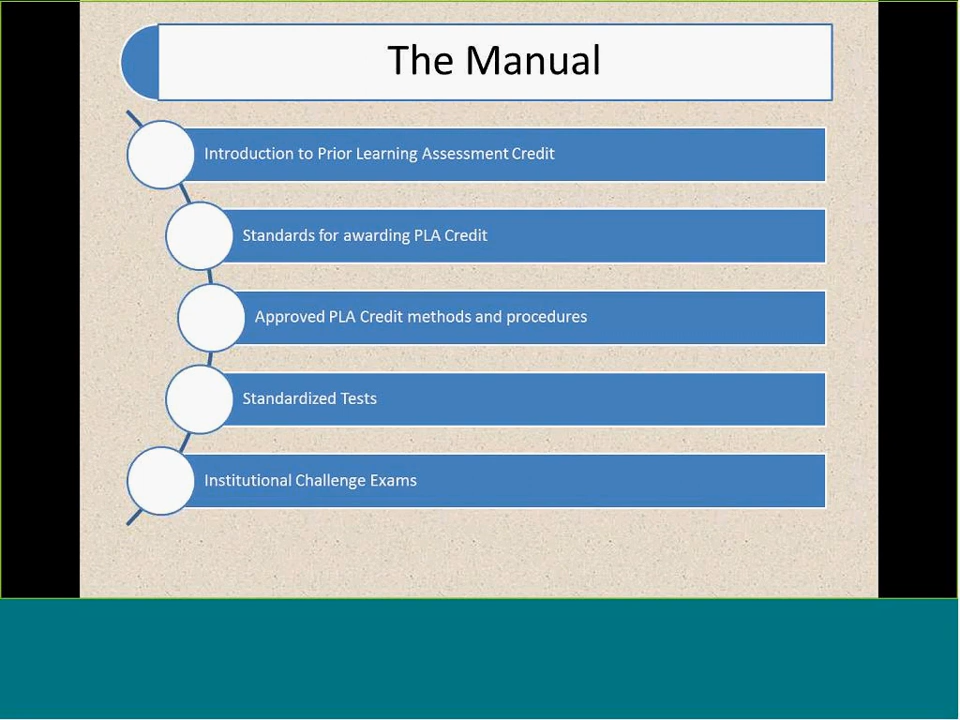 The Manual
Introduction to Prior Learning Assessment Credit
Standards for awarding PLA Credit
Approved PLA Credit methods and procedures
Standardized Tests
Institutional Challenge Exams